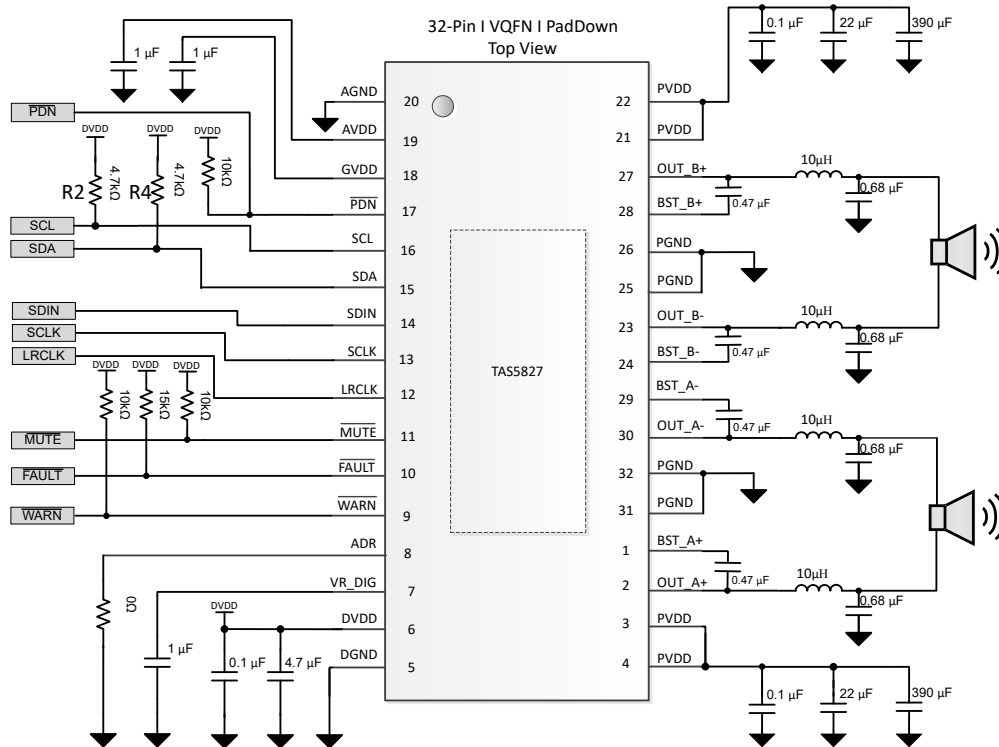 32-Pin I VQFN I PadDown
Top View
0.1 µF
22 µF
390 µF
1 µF
1 µF
AGND
20
22
PVDD
PDN
AVDD
19
21
PVDD
DVDD
DVDD
DVDD
GVDD
18
27
OUT_B+
10µH
R2
4.7kΩ
R4
4.7kΩ
10kΩ
0.47 µF
0.68 µF
PDN
17
28
BST_B+
SCL
SCL
16
26
PGND
SDA
SDA
15
25
PGND
SDIN
SDIN
14
23
OUT_B-
10µH
SCLK
0.47 µF
0.68 µF
LRCLK
SCLK
13
24
BST_B-
DVDD
DVDD
DVDD
TAS5827
10kΩ
15kΩ
10kΩ
LRCLK
12
29
BST_A-
0.47 µF
MUTE
MUTE
11
30
OUT_A-
10µH
0.68 µF
FAULT
FAULT
10
32
PGND
WARN
WARN
9
31
PGND
ADR
8
1
BST_A+
0.47 µF
VR_DIG
7
2
OUT_A+
10µH
0Ω
DVDD
0.68 µF
DVDD
6
3
PVDD
1 µF
0.1 µF
4.7 µF
DGND
5
4
PVDD
0.1 µF
22 µF
390 µF